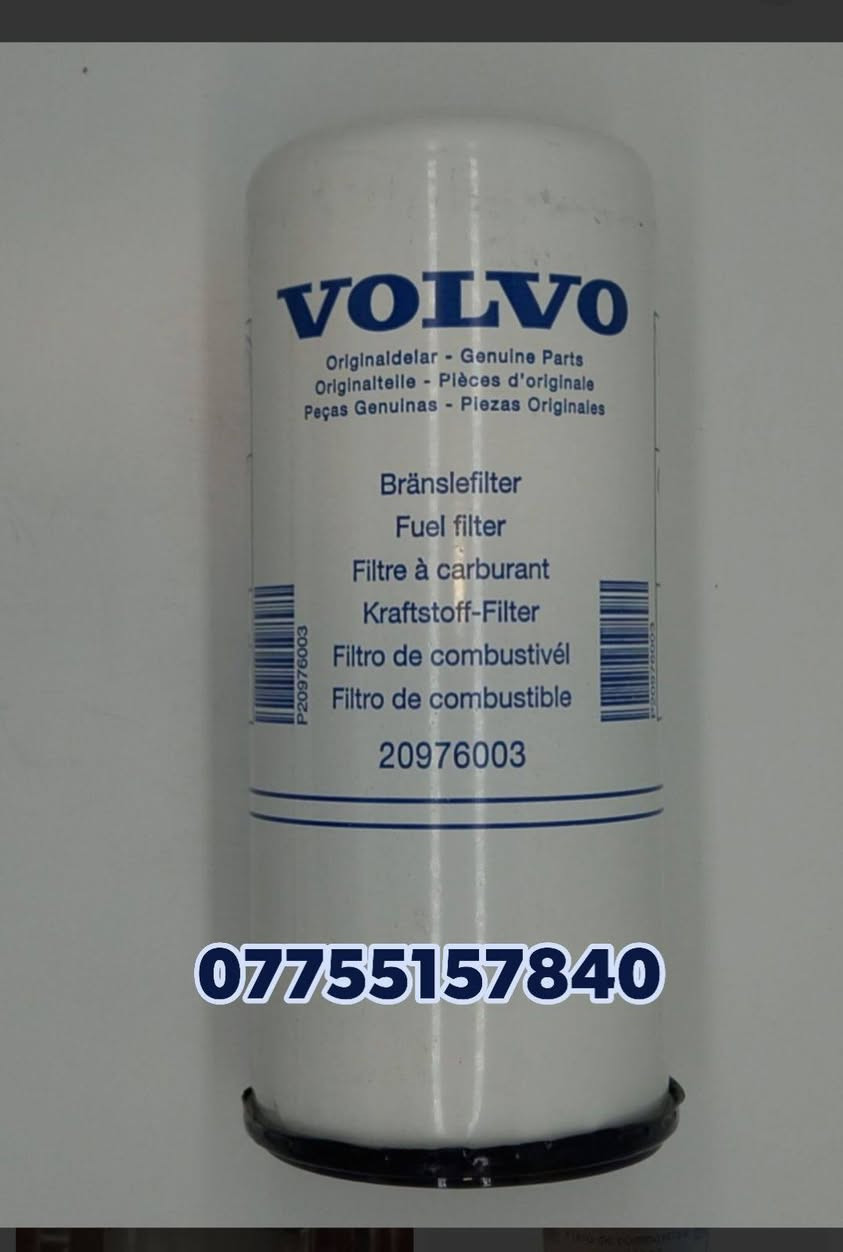 VOLVO
Originaldelar - Genuine Parts
Originalteile - Pièces d'originale
Peças Genuinas - Piezas Originales
Bränslefilter
Fuel filter
Filtre à carburant
Kraftstoff-Filter
Filtro de combustivél
Filtro de combustible
P20976003
P20976003
20976003
07755157840